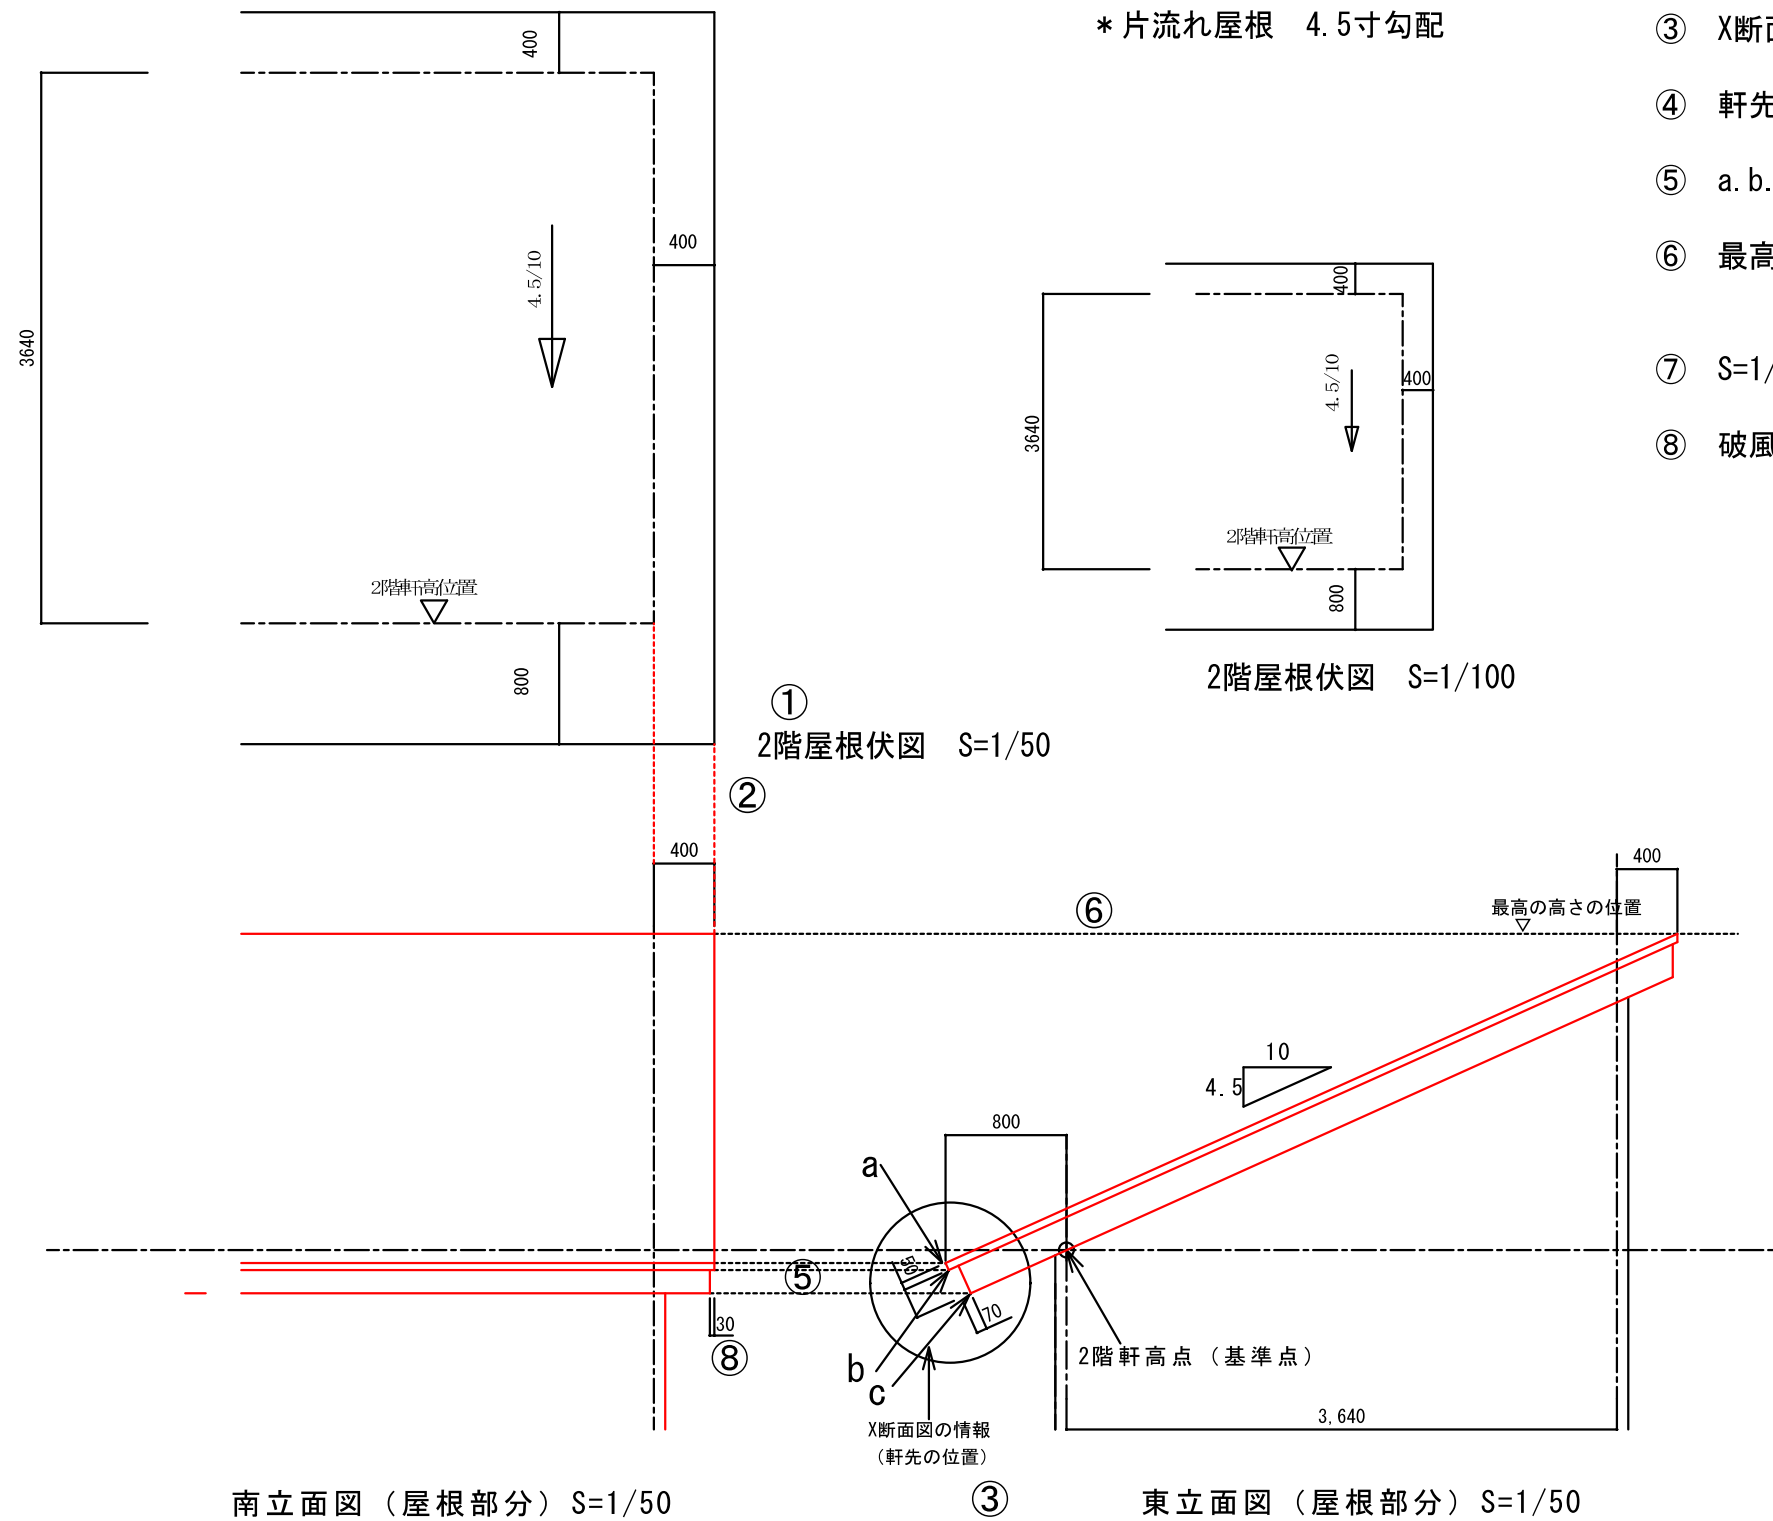 *片流れ屋根　4.5寸勾配
③　X断
④　軒先
⑤　a.b.
⑥　最高
⑦　S=1/
⑧　破風
400
400
4.5/10
3640
2階軒高位置
800
①
2階屋根伏図　S=1/50
②
400
400
4.5/10
3640
2階軒高位置
800
2階屋根伏図　S=1/100
400
400
⑥
最高の高さの位置
10
4.5
800
a
50
⑤
70
30
⑧
b
c
2階軒高点（基準点）
3,640
X断面図の情報
（軒先の位置）
③
南立面図（屋根部分）S=1/50
東立面図（屋根部分）S=1/50